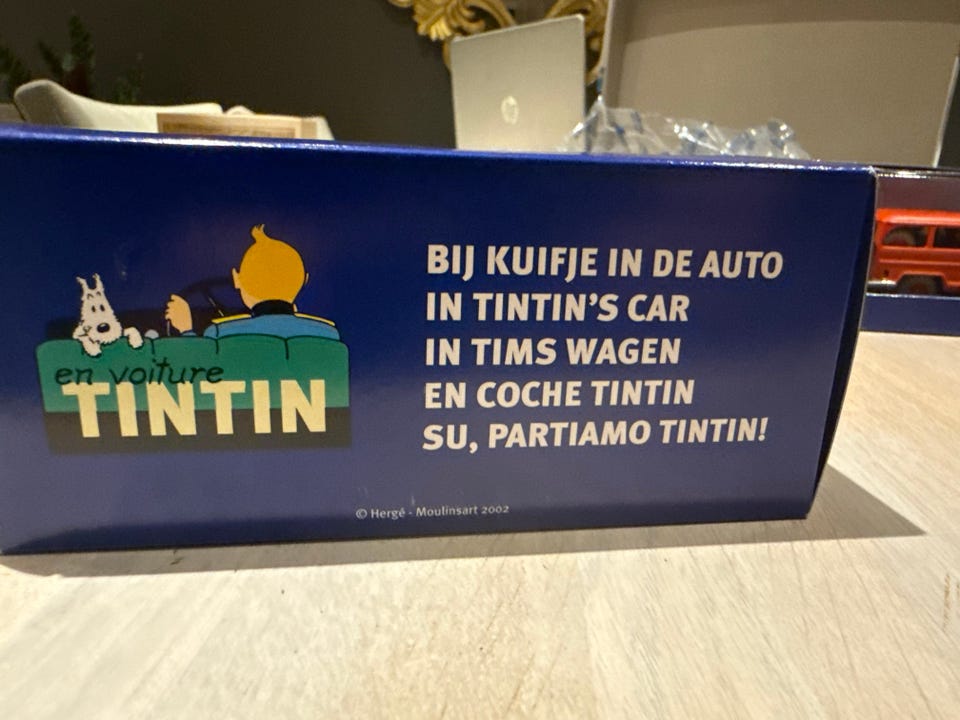 en voiture
TINTIN
BIJ KUIFJE IN DE AUTO
IN TINTIN'S CAR
IN TIMS WAGEN
EN COCHE TINTIN
SU, PARTIAMO TINTIN!
© Hergé - Moulinsart 2002